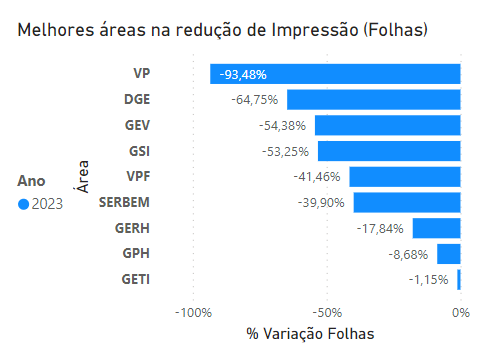 Melhores áreas na redução de Impressão (Folhas)
VP -93,48%
DGE -64,75%
GEV -54,38%
GSI -53,25%
VPF -41,46%
SERBEM -39,90%
GERH -17,84%
GPH -8,68%
GETI -1,15%
Área
Ano
2023
-100% -50% 0%
% Variação Folhas